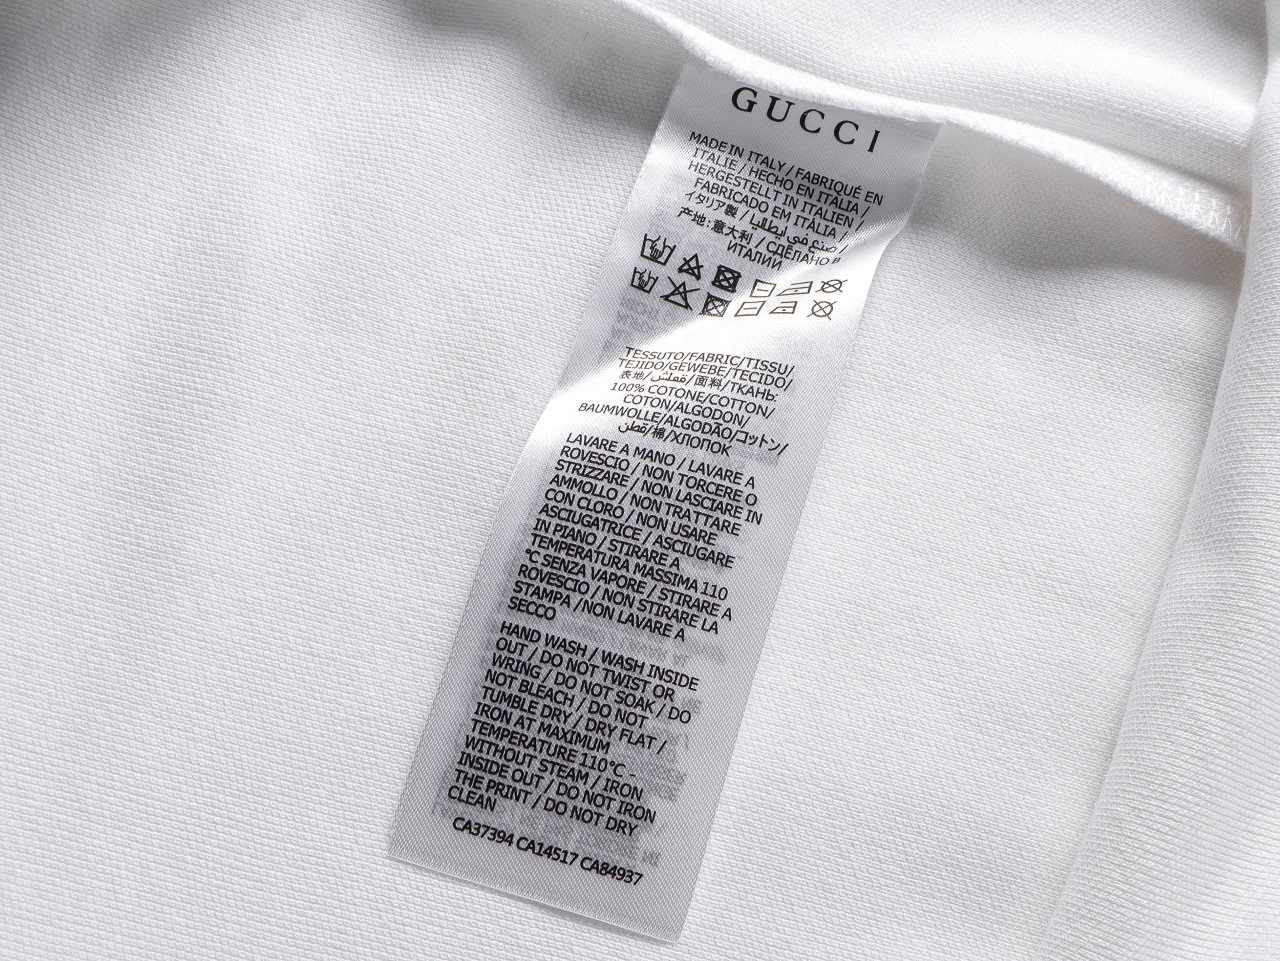 GUCCI
MADE IN ITALY / FABRIQUÉ EN
ITALIE / HECHO EN ITALIA /
HERGESTELLT IN ITALIEN /
FABRICADO EM ITÁLIA /
イタリア製 / صنع في ايطاليا /
产地:意大利 / СДЕЛАНО В
ИТАЛИИ
TESSUTO/FABRIC/TISSU/
TEJIDO/GEWEBE/TECIDO/
表地/قماش/面料/ТКАНЬ:
100% COTONE/COTTON/
COTON/ALGODON/
BAUMWOLLE/ALGODÃO/コットン/
قطن/棉/ХЛОПОК
LAVARE A MANO / LAVARE A
ROVESCIO / NON TORCERE O
STRIZZARE / NON LASCIARE IN
AMMOLLO / NON TRATTARE
CON CLORO / NON USARE
ASCIUGATRICE / ASCIUGARE
IN PIANO / STIRARE A
TEMPERATURA MASSIMA 110
°C SENZA VAPORE / STIRARE A
ROVESCIO / NON STIRARE LA
STAMPA /NON LAVARE A
SECCO
HAND WASH / WASH INSIDE
OUT / DO NOT TWIST OR
WRING / DO NOT SOAK / DO
NOT BLEACH / DO NOT
TUMBLE DRY / DRY FLAT /
IRON AT MAXIMUM
TEMPERATURE 110°C -
WITHOUT STEAM / IRON
INSIDE OUT / DO NOT IRON
THE PRINT / DO NOT DRY
CLEAN
CA37394 CA14517 CA84937